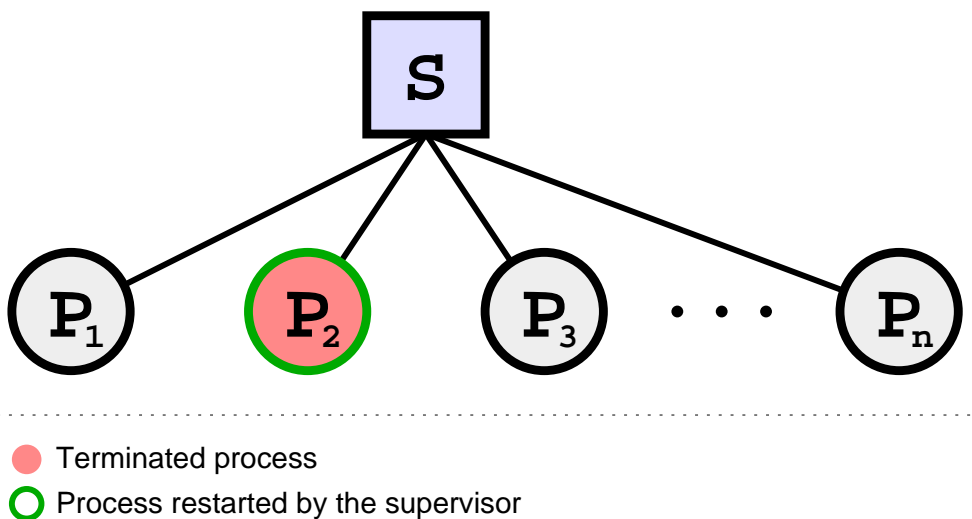 S
P1 P2 P3 . . . Pn
Terminated process
Process restarted by the supervisor